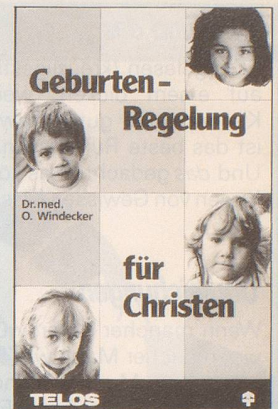 Geburten-
Regelung
Dr. med.
O. Windecker
für
Christen
TELOS